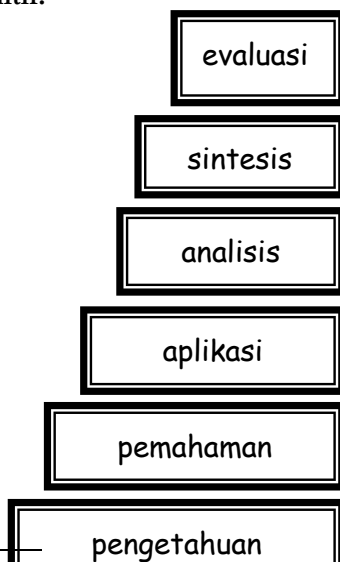 evaluasi
sintesis
analisis
aplikasi
pemahaman
pengetahuan